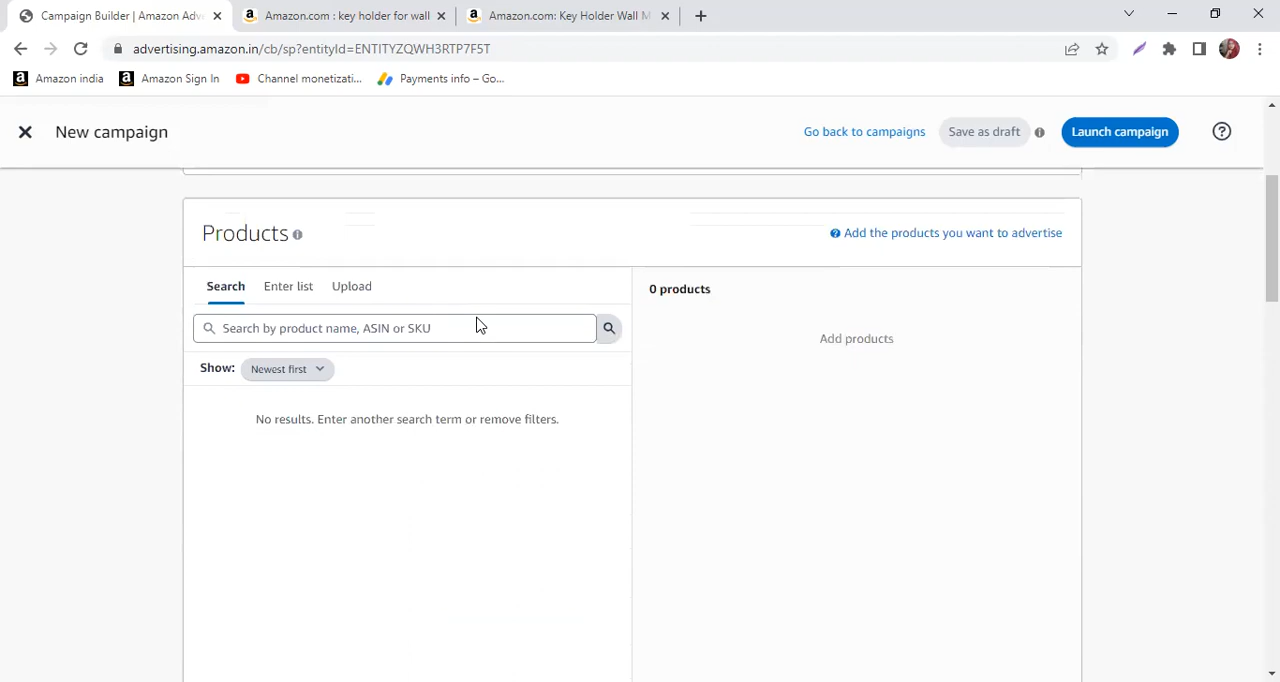 Campaign Builder | Amazon Adve
Amazon.com : key holder for wall
Amazon.com: Key Holder Wall M
advertising.amazon.in/cb/sp?entityId=ENTITYZQWH3RTP7F5T
Amazon india
Amazon Sign In
Channel monetizati...
Payments info – Go...
New campaign
Go back to campaigns
Save as draft
Launch campaign
Products
Add the products you want to advertise
Search
Enter list
Upload
0 products
Search by product name, ASIN or SKU
Add products
Show:
Newest first
No results. Enter another search term or remove filters.